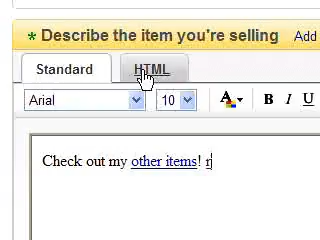 * Describe the item you're selling Add
Standard HTML
Arial 10 A B I U
Check out my other items! r